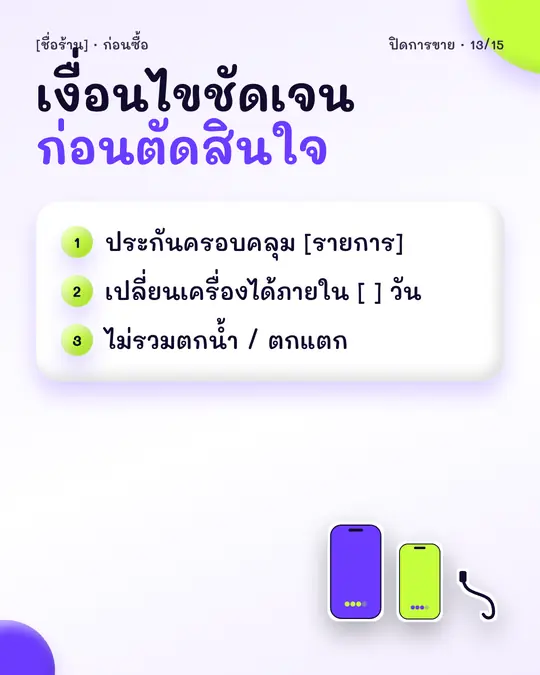 [ชื่อร้าน] · ก่อนซื้อ
ปิดการขาย · 13/15
เงื่อนไขชัดเจน
ก่อนตัดสินใจ
1 ประกันครอบคลุม [รายการ]
2 เปลี่ยนเครื่องได้ภายใน [ ] วัน
3 ไม่รวมตกน้ำ / ตกแตก